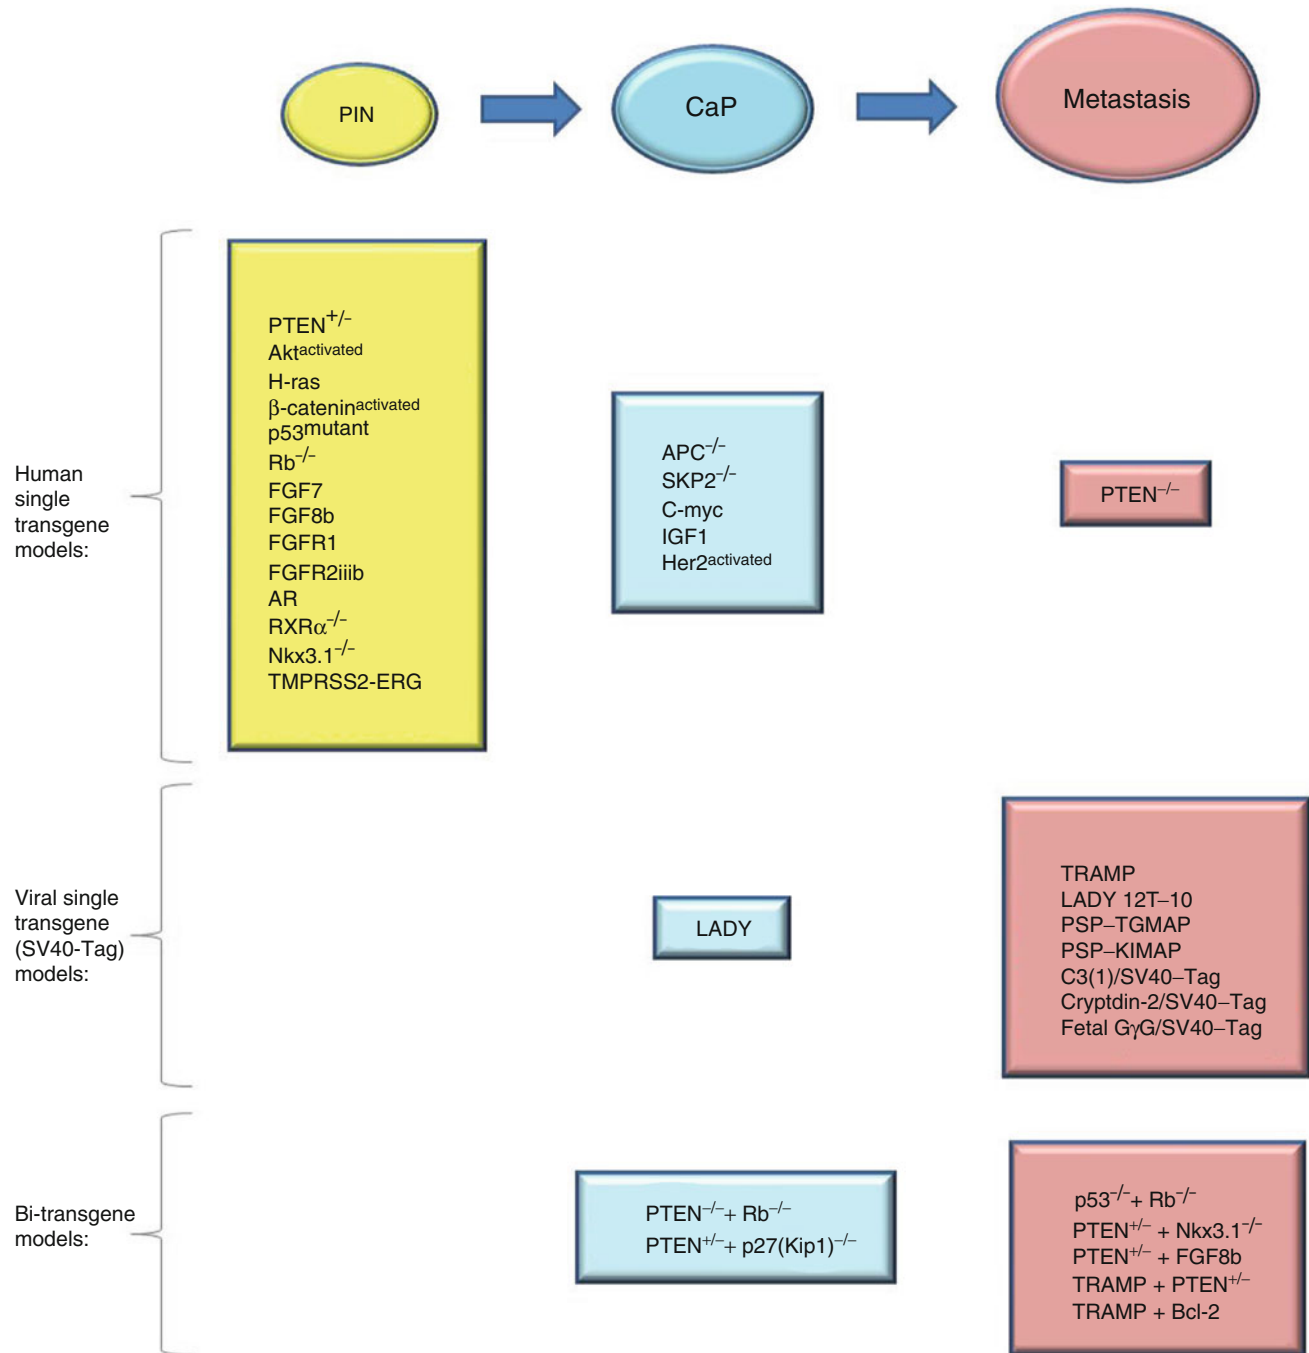 PIN
CaP
Metastasis
Human
single
transgene
models:
PTEN+/−
Aktactivated
H-ras
β-cateninactivated
p53mutant
Rb−/−
FGF7
FGF8b
FGFR1
FGFR2iiib
AR
RXRα−/−
Nkx3.1−/−
TMPRSS2-ERG
APC−/−
SKP2−/−
C-myc
IGF1
Her2activated
PTEN−/−
Viral single
transgene
(SV40-Tag)
models:
LADY
TRAMP
LADY 12T–10
PSP–TGMAP
PSP–KIMAP
C3(1)/SV40–Tag
Cryptdin-2/SV40–Tag
Fetal GγG/SV40–Tag
Bi-transgene
models:
PTEN−/− + Rb−/−
PTEN+/− + p27(Kip1)−/−
p53−/− + Rb−/−
PTEN+/− + Nkx3.1−/−
PTEN+/− + FGF8b
TRAMP + PTEN+/−
TRAMP + Bcl-2